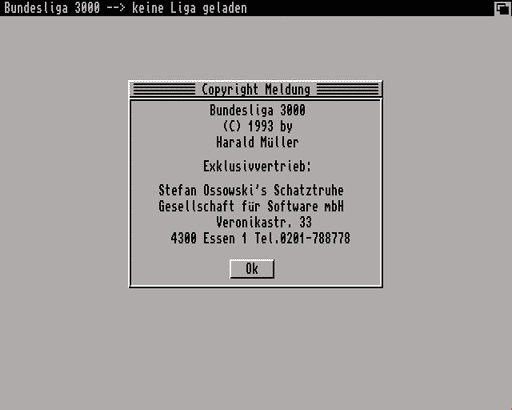 Bundesliga 3000 --> keine Liga geladen
Copyright Meldung
Bundesliga 3000
(C) 1993 by
Harald Müller
Exklusivvertrieb:
Stefan Ossowski's Schatztruhe
Gesellschaft für Software mbH
Veronikastr. 33
4300 Essen 1 Tel.0201-788778
Ok